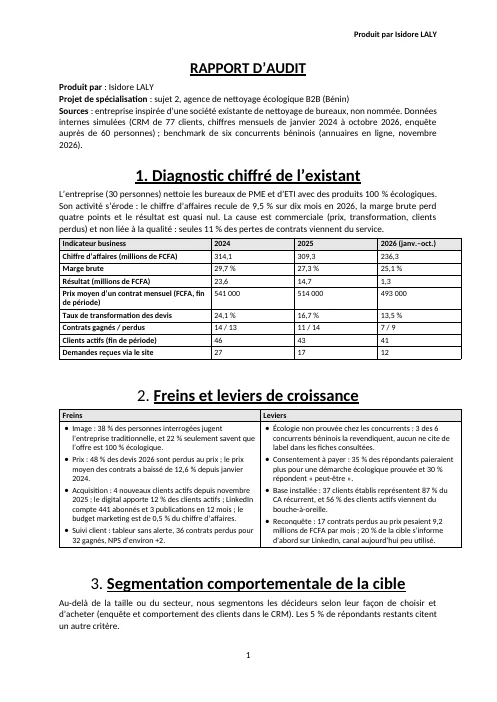 Produit par Isidore LALY
RAPPORT D'AUDIT
Produit par : Isidore LALY
Projet de spécialisation : sujet 2, agence de nettoyage écologique B2B (Bénin)
Sources : entreprise inspirée d'une société existante de nettoyage de bureaux, non nommée. Données
internes simulées (CRM de 77 clients, chiffres mensuels de janvier 2024 à octobre 2026, enquête
auprès de 60 personnes) ; benchmark de six concurrents béninois (annuaires en ligne, novembre
2026).
1. Diagnostic chiffré de l'existant
L'entreprise (30 personnes) nettoie les bureaux de PME et d'ETI avec des produits 100 % écologiques.
Son activité s'érode : le chiffre d'affaires recule de 9,5 % sur dix mois en 2026, la marge brute perd
quatre points et le résultat est quasi nul. La cause est commerciale (prix, transformation, clients
perdus) et non liée à la qualité : seules 11 % des pertes de contrats viennent du service.
Indicateur business 2024 2025 2026 (janv.–oct.)
Chiffre d'affaires (millions de FCFA) 314,1 309,3 236,3
Marge brute 29,7 % 27,3 % 25,1 %
Résultat (millions de FCFA) 23,6 14,7 1,3
Prix moyen d'un contrat mensuel (FCFA, fin
de période) 541 000 514 000 493 000
Taux de transformation des devis 24,1 % 16,7 % 13,5 %
Contrats gagnés / perdus 14 / 13 11 / 14 7 / 9
Clients actifs (fin de période) 46 43 41
Demandes reçues via le site 27 17 12
2. Freins et leviers de croissance
Freins
• Image : 38 % des personnes interrogées jugent
l'entreprise traditionnelle, et 22 % seulement savent que
l'offre est 100 % écologique.
• Prix : 48 % des devis 2026 sont perdus au prix ; le prix
moyen des contrats a baissé de 12,6 % depuis janvier
2024.
• Acquisition : 4 nouveaux clients actifs depuis novembre
2025 ; le digital apporte 12 % des clients actifs ; LinkedIn
compte 441 abonnés et 3 publications en 12 mois ; le
budget marketing est de 0,5 % du chiffre d'affaires.
• Suivi client : tableur sans alerte, 36 contrats perdus pour
32 gagnés, NPS d'environ +2.
Leviers
• Écologie non prouvée chez les concurrents : 3 des 6
concurrents béninois la revendiquent, aucun ne cite de
label dans les fiches consultées.
• Consentement à payer : 35 % des répondants paieraient
plus pour une démarche écologique prouvée et 30 %
répondent « peut-être ».
• Base installée : 37 clients établis représentent 87 % du
CA récurrent, et 56 % des clients actifs viennent du
bouche-à-oreille.
• Reconquête : 17 contrats perdus au prix pesaient 9,2
millions de FCFA par mois ; 20 % de la cible s'informe
d'abord sur LinkedIn, canal aujourd'hui peu utilisé.
3. Segmentation comportementale de la cible
Au-delà de la taille ou du secteur, nous segmentons les décideurs selon leur façon de choisir et
d'acheter (enquête et comportement des clients dans le CRM). Les 5 % de répondants restants citent
un autre critère.
1